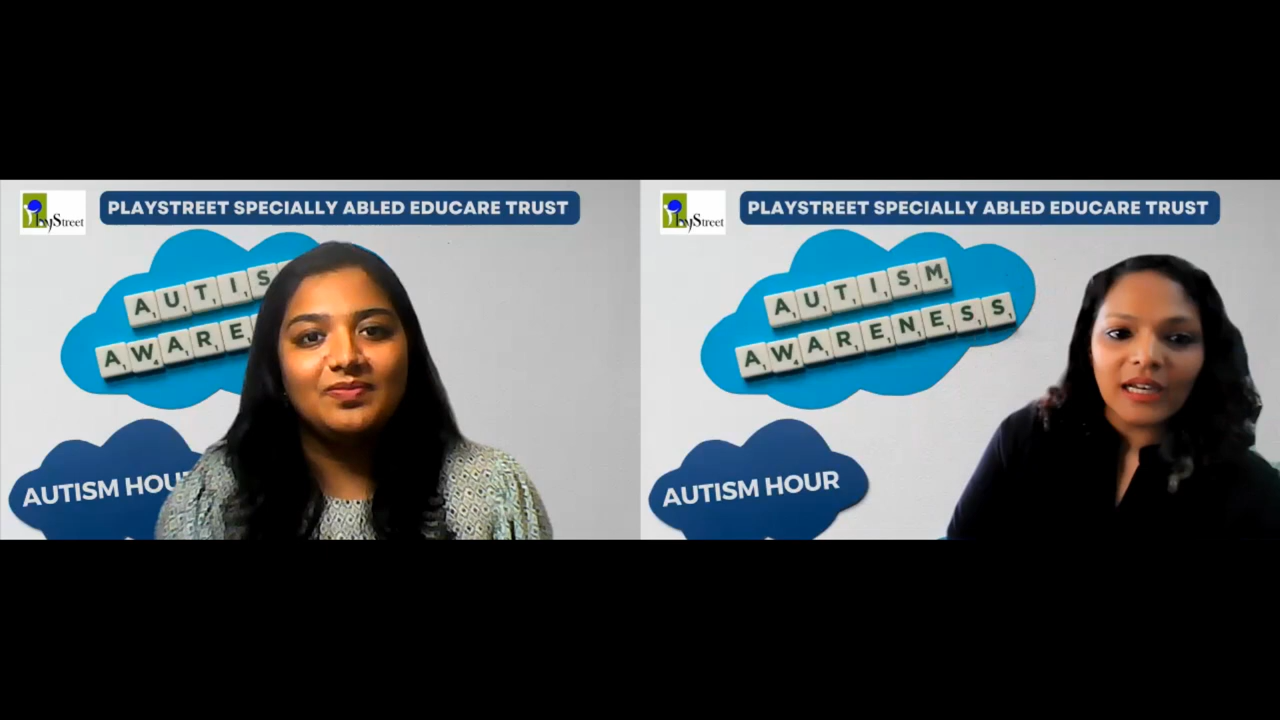 PlayStreet
PLAYSTREET SPECIALLY ABLED EDUCARE TRUST
AUTIS
AWARE
AUTISM HOU
PlayStreet
PLAYSTREET SPECIALLY ABLED EDUCARE TRUST
AUTISM
AWARENESS
AUTISM HOUR